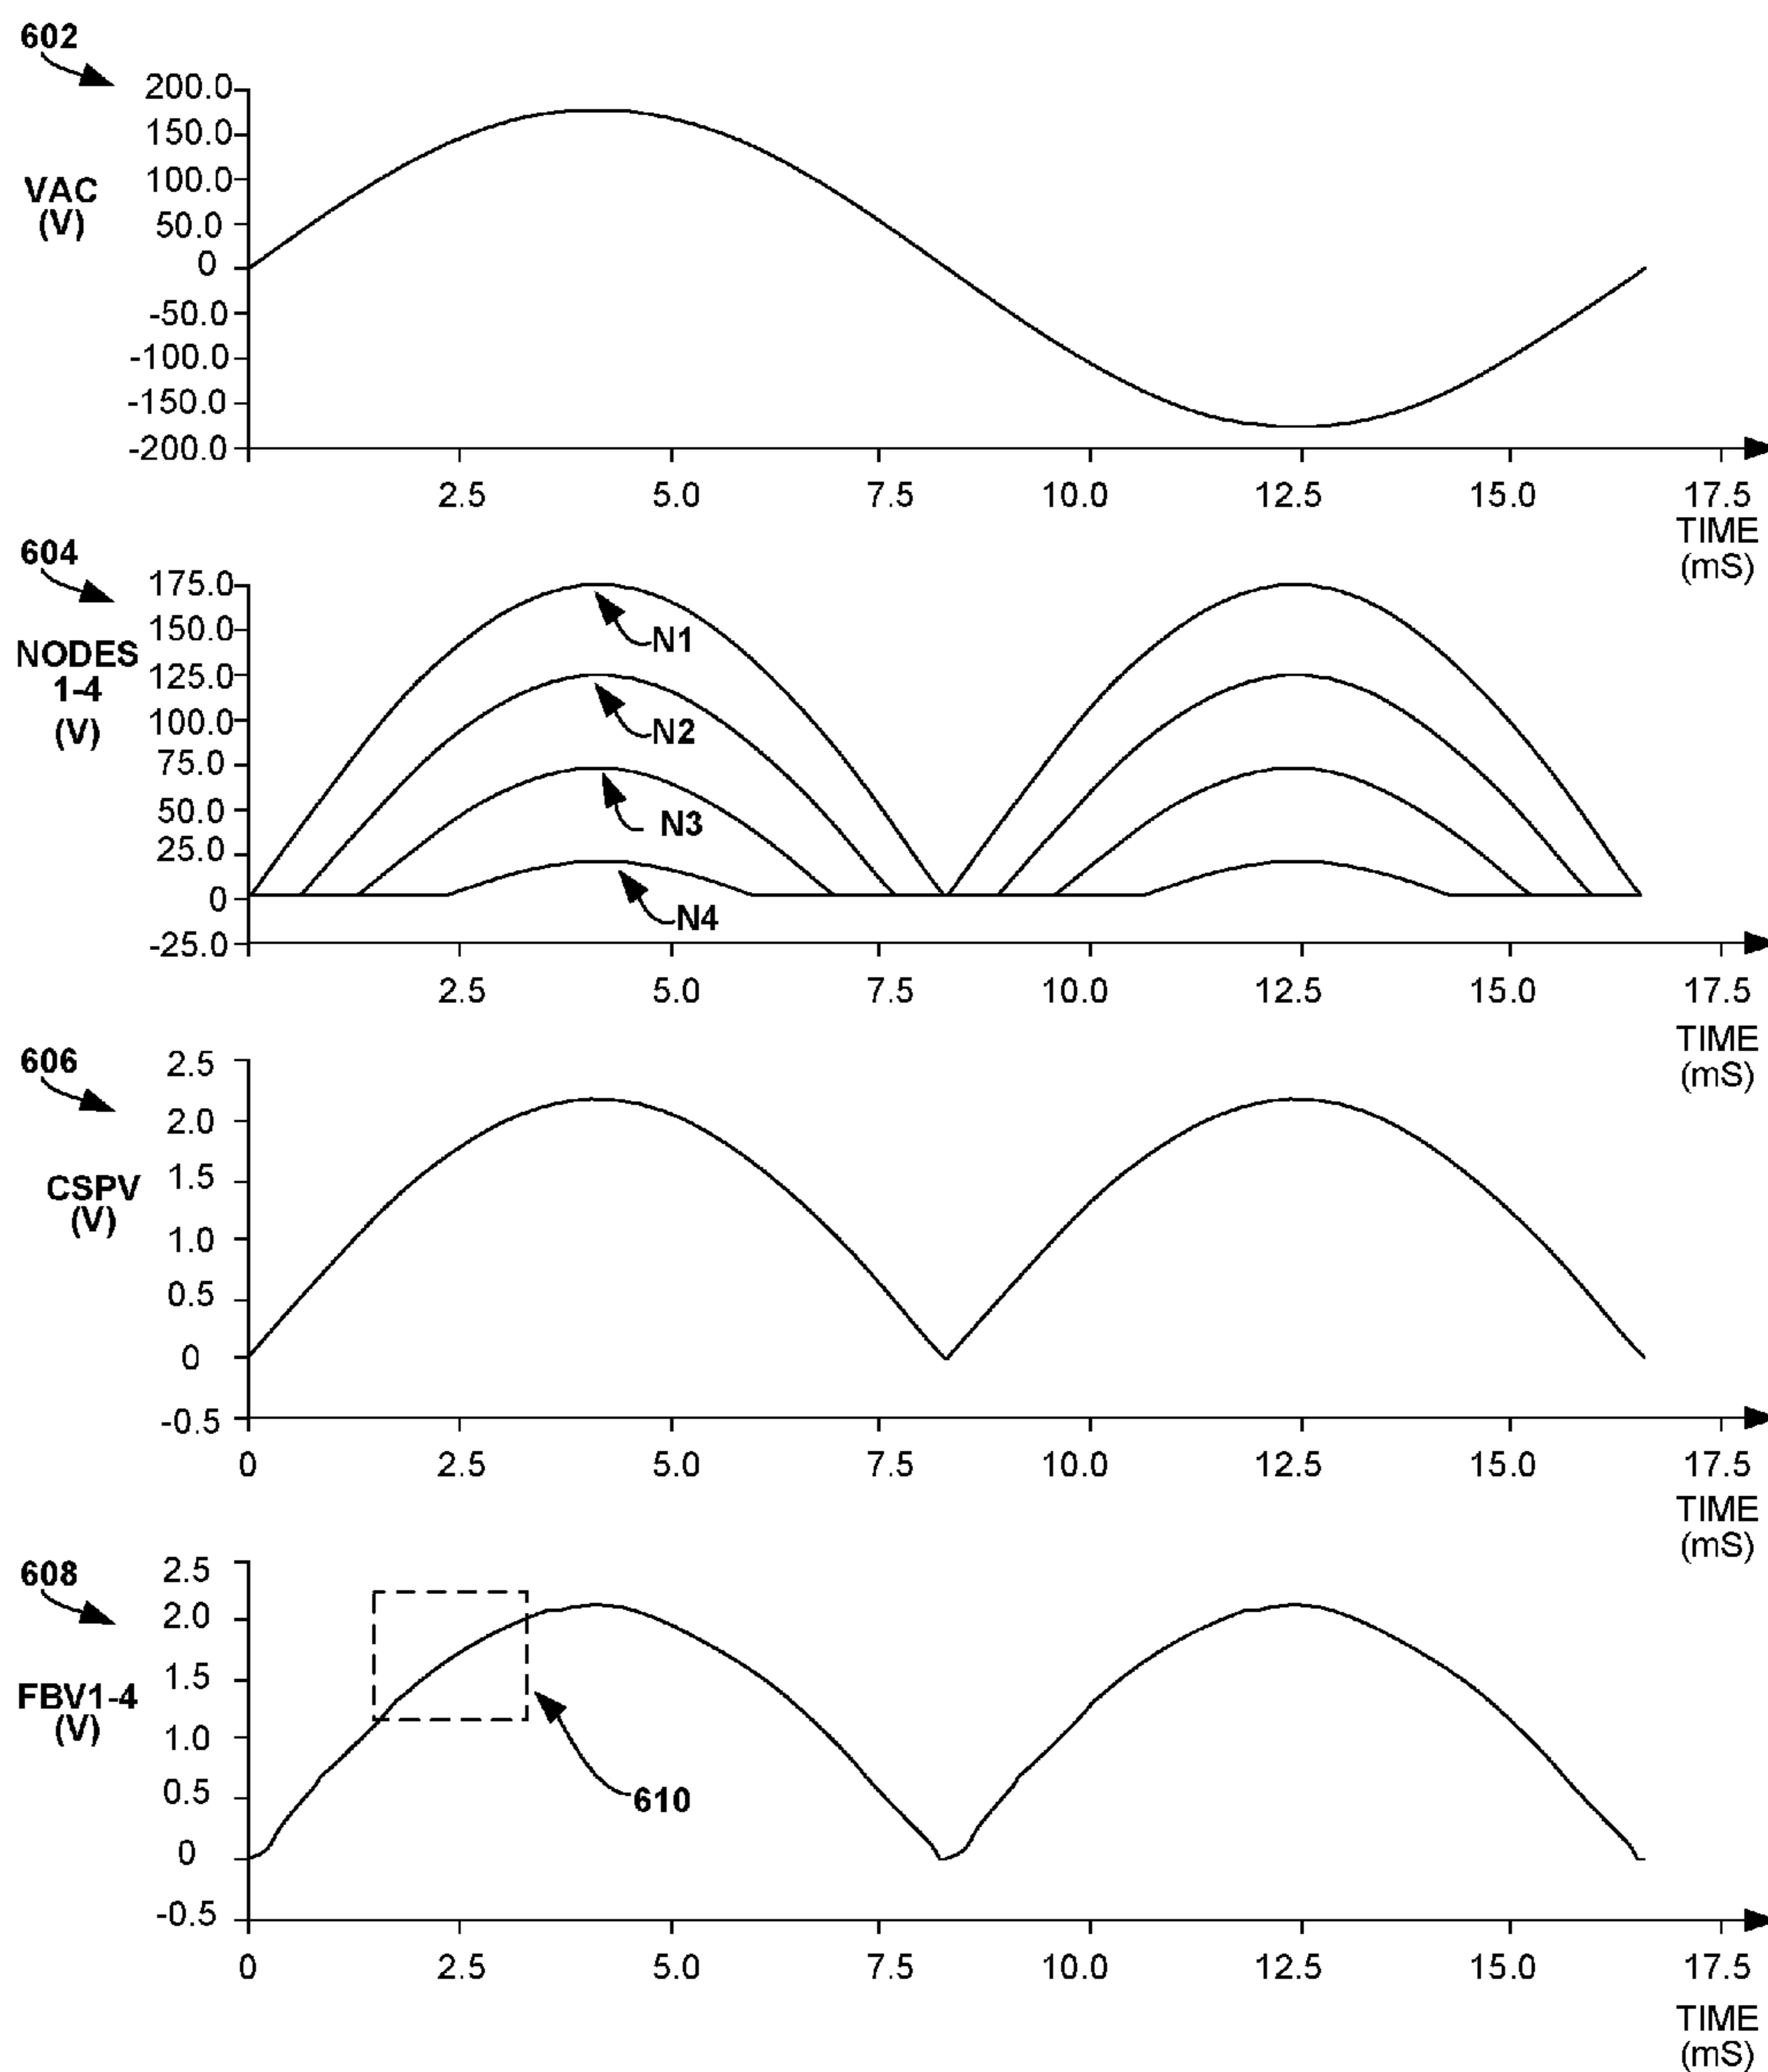 602
200.0
150.0
100.0
50.0
0
-50.0
-100.0
-150.0
-200.0
VAC
(V)
2.5 5.0 7.5 10.0 12.5 15.0 17.5
TIME
(mS)
604
175.0
150.0
125.0
100.0
75.0
50.0
25.0
0
-25.0
NODES
1-4
(V)
N1
N2
N3
N4
2.5 5.0 7.5 10.0 12.5 15.0 17.5
TIME
(mS)
606
2.5
2.0
1.5
1.0
0.5
0
-0.5
CSPV
(V)
0 2.5 5.0 7.5 10.0 12.5 15.0 17.5
TIME
(mS)
608
2.5
2.0
1.5
1.0
0.5
0
-0.5
FBV1-4
(V)
610
0 2.5 5.0 7.5 10.0 12.5 15.0 17.5
TIME
(mS)